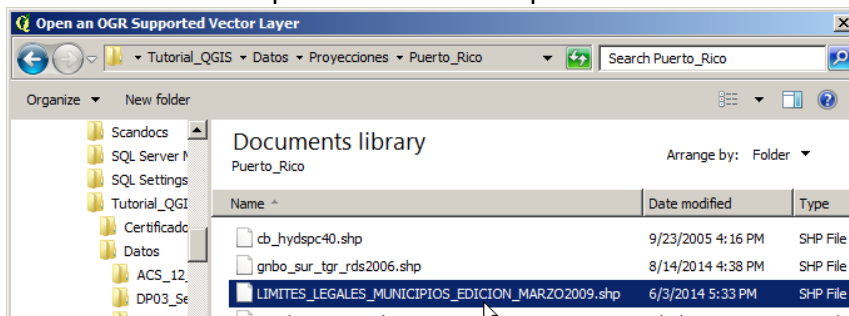 Open an OGR Supported Vector Layer
Tutorial_QGIS Datos Proyecciones Puerto_Rico Search Puerto_Rico
Organize New folder
Scandocs
SQL Server
SQL Settings
Tutorial_QGI
Certificado
Datos
ACS_12_
DP03_Se
Documents library
Puerto_Rico
Arrange by: Folder
Name Date modified Type
cb_hydspc40.shp 9/23/2005 4:16 PM SHP File
gnbo_sur_tgr_rds2006.shp 8/14/2014 4:38 PM SHP File
LIMITES_LEGALES_MUNICIPIOS_EDICION_MARZO2009.shp 6/3/2014 5:33 PM SHP File